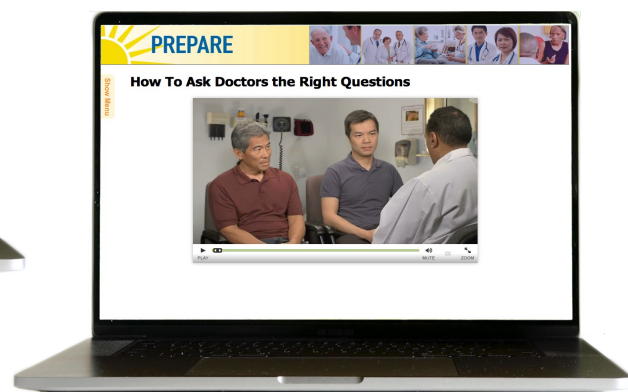 PREPARE
Show Menu
How To Ask Doctors the Right Questions
PLAY
MUTE
ZOOM